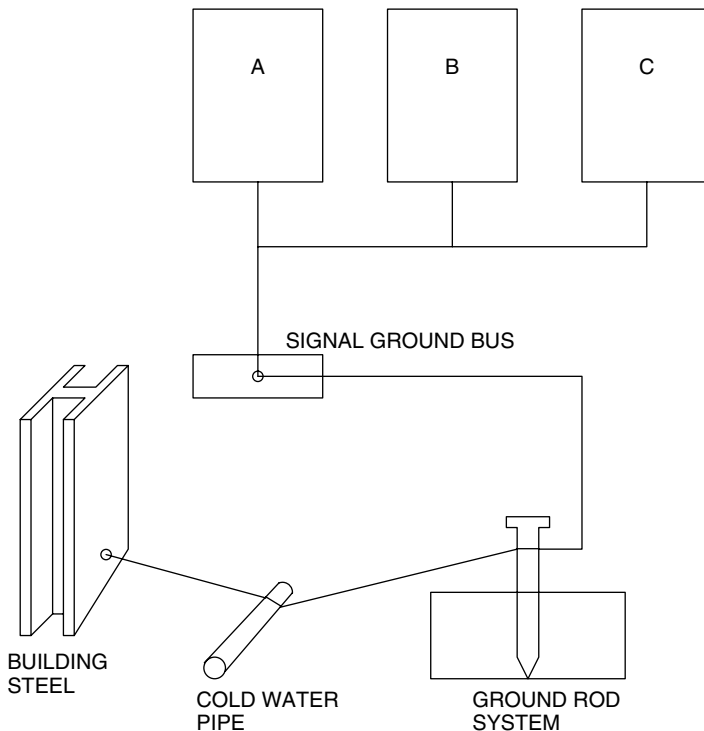 A
B
C
SIGNAL GROUND BUS
BUILDING
STEEL
COLD WATER
PIPE
GROUND ROD
SYSTEM